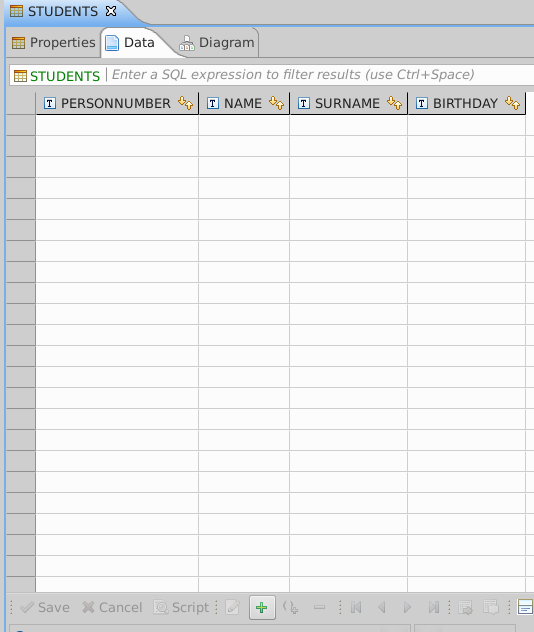 STUDENTS
Properties Data Diagram
STUDENTS Enter a SQL expression to filter results (use Ctrl+Space)
T PERSONNUMBER T NAME T SURNAME T BIRTHDAY
Save Cancel Script